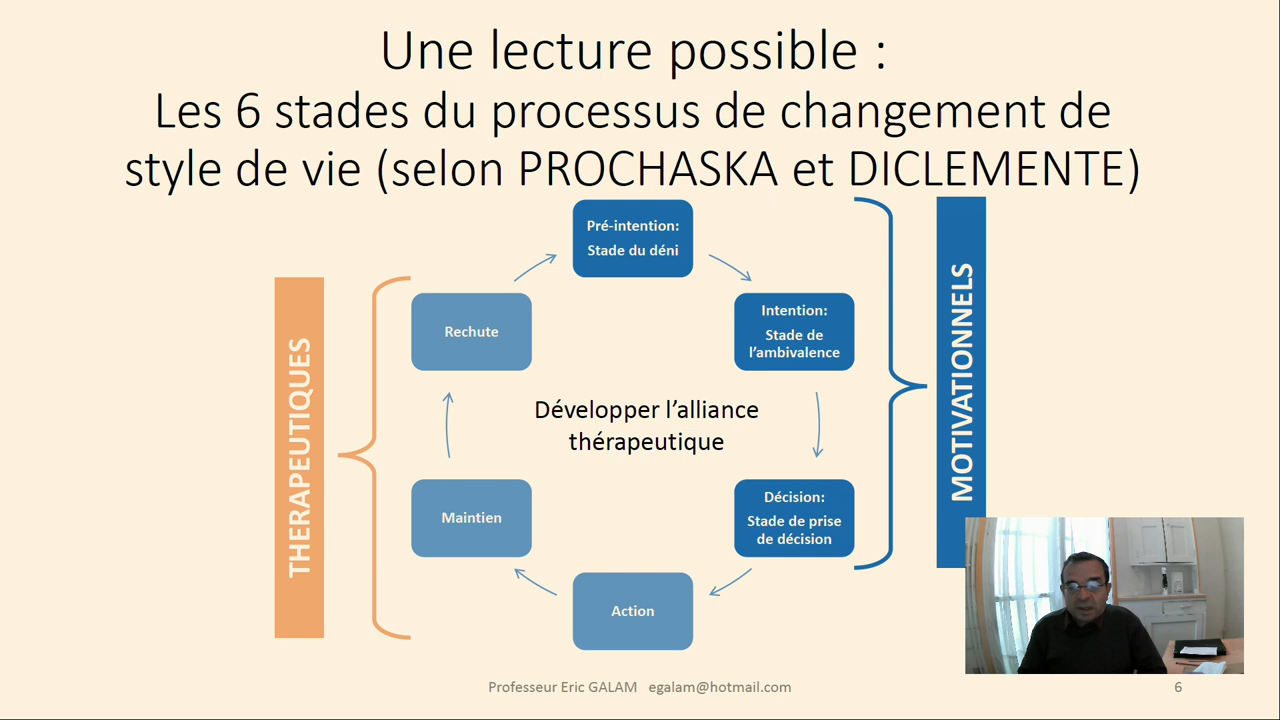 Une lecture possible :
Les 6 stades du processus de changement de
style de vie (selon PROCHASKA et DICLEMENTE)
Pré-intention:
Stade du déni
Intention:
Stade de
l’ambivalence
Décision:
Stade de prise
de décision
Action
Maintien
Rechute
Développer l’alliance
thérapeutique
THERAPEUTIQUES
MOTIVATIONNELS
Professeur Eric GALAM egalam@hotmail.com
6